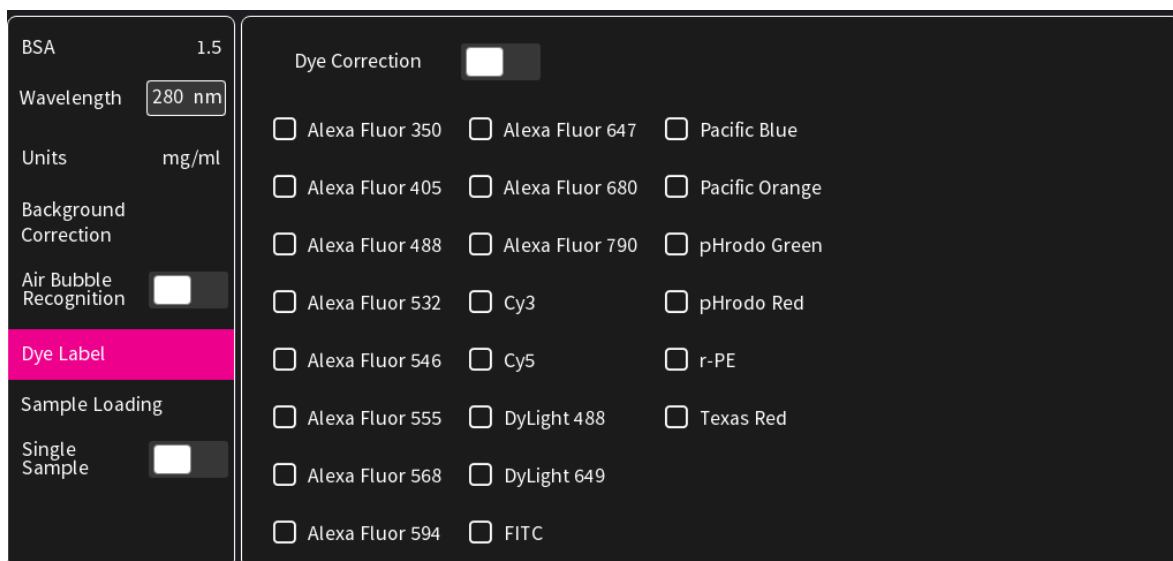 BSA 1.5
Wavelength 280 nm
Units mg/ml
Background
Correction
Air Bubble
Recognition
Dye Label
Sample Loading
Single
Sample
Dye Correction
Alexa Fluor 350 Alexa Fluor 647 Pacific Blue
Alexa Fluor 405 Alexa Fluor 680 Pacific Orange
Alexa Fluor 488 Alexa Fluor 790 pHrodo Green
Alexa Fluor 532 Cy3 pHrodo Red
Alexa Fluor 546 Cy5 r-PE
Alexa Fluor 555 DyLight 488 Texas Red
Alexa Fluor 568 DyLight 649
Alexa Fluor 594 FITC